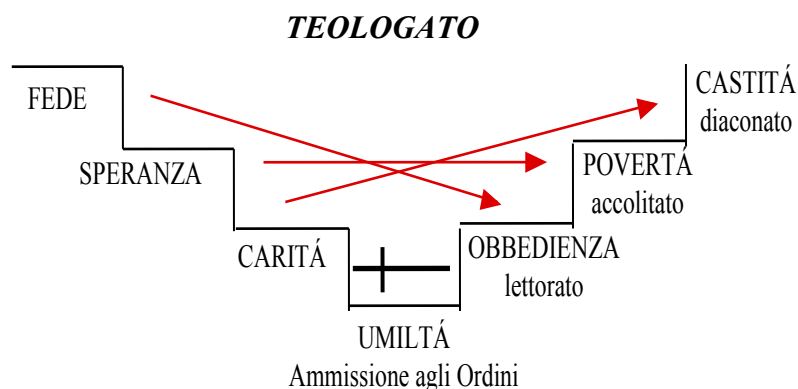 TEOLOGATO
FEDE
SPERANZA
CARITÁ
UMILTÁ
Ammissione agli Ordini
OBBEDIENZA
lettorato
POVERTÁ
accolitato
CASTITÁ
diaconato